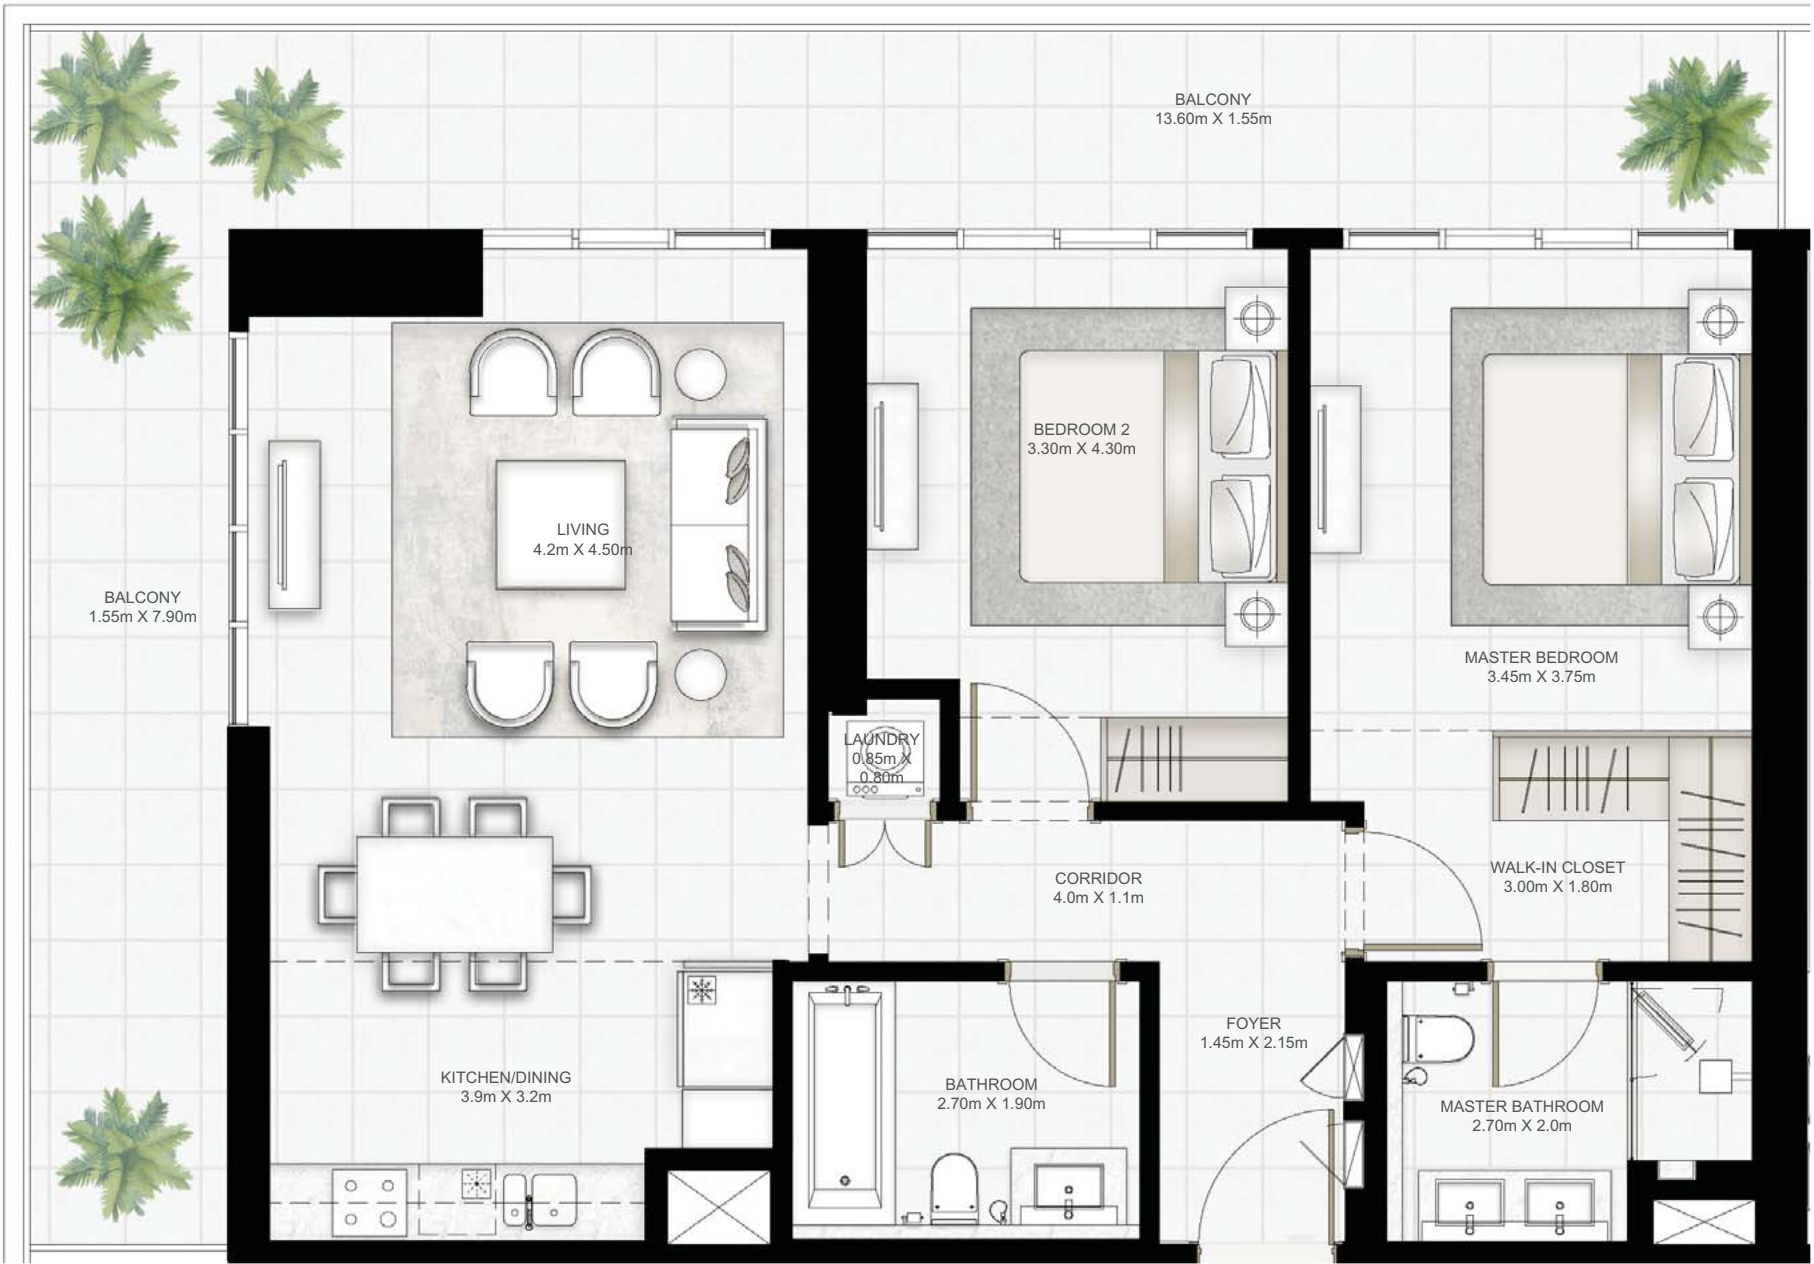 BALCONY
13.60m X 1.55m
BEDROOM 2
3.30m X 4.30m
LIVING
4.2m X 4.50m
BALCONY
1.55m X 7.90m
MASTER BEDROOM
3.45m X 3.75m
LAUNDRY
0.85m X
0.80m
CORRIDOR
4.0m X 1.1m
WALK-IN CLOSET
3.00m X 1.80m
FOYER
1.45m X 2.15m
KITCHEN/DINING
3.9m X 3.2m
BATHROOM
2.70m X 1.90m
MASTER BATHROOM
2.70m X 2.0m